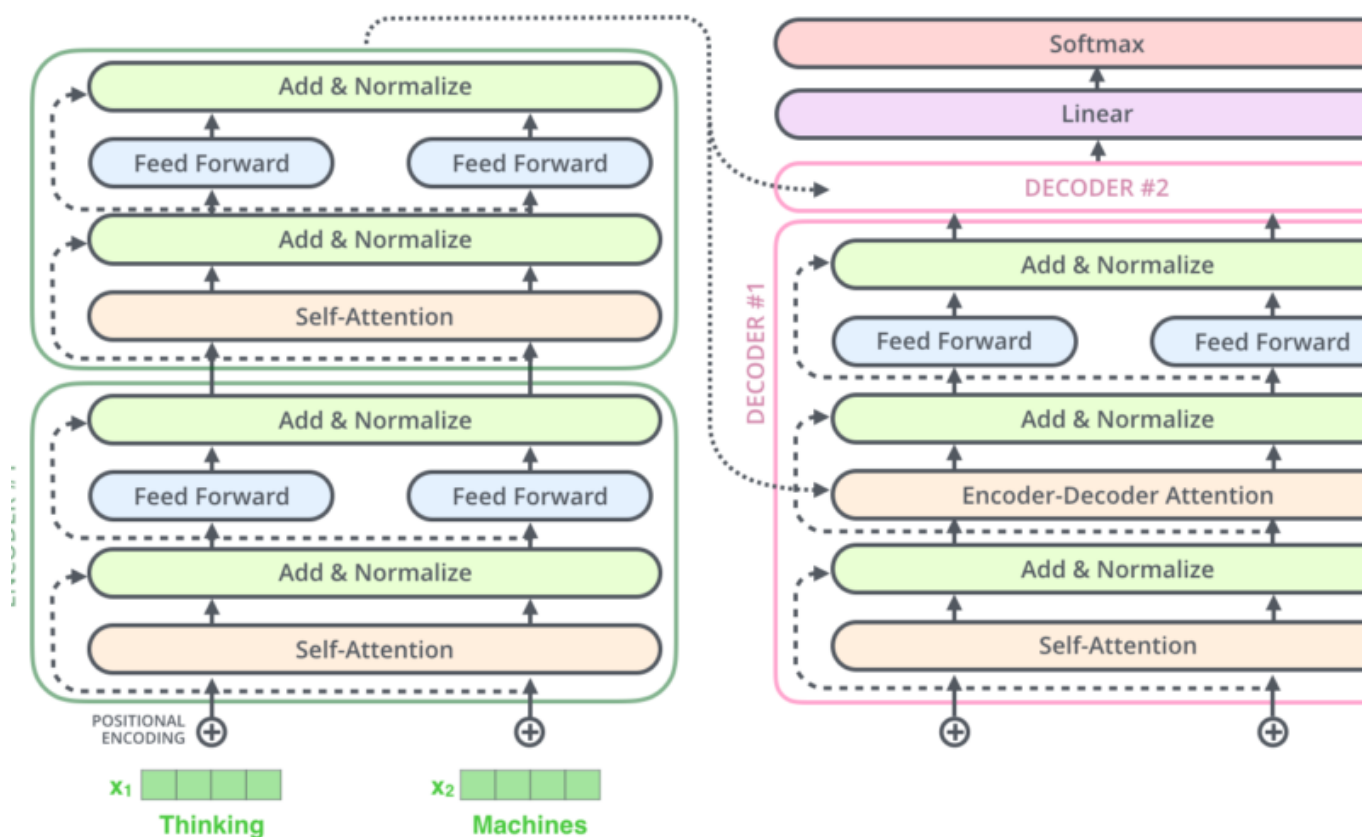 Add & Normalize
Feed Forward
Feed Forward
Add & Normalize
Self-Attention
Add & Normalize
Feed Forward
Feed Forward
Add & Normalize
Self-Attention
POSITIONAL
ENCODING
x₁
x₂
Thinking
Machines
Softmax
Linear
DECODER #2
DECODER #1
Add & Normalize
Feed Forward
Feed Forward
Add & Normalize
Encoder-Decoder Attention
Add & Normalize
Self-Attention